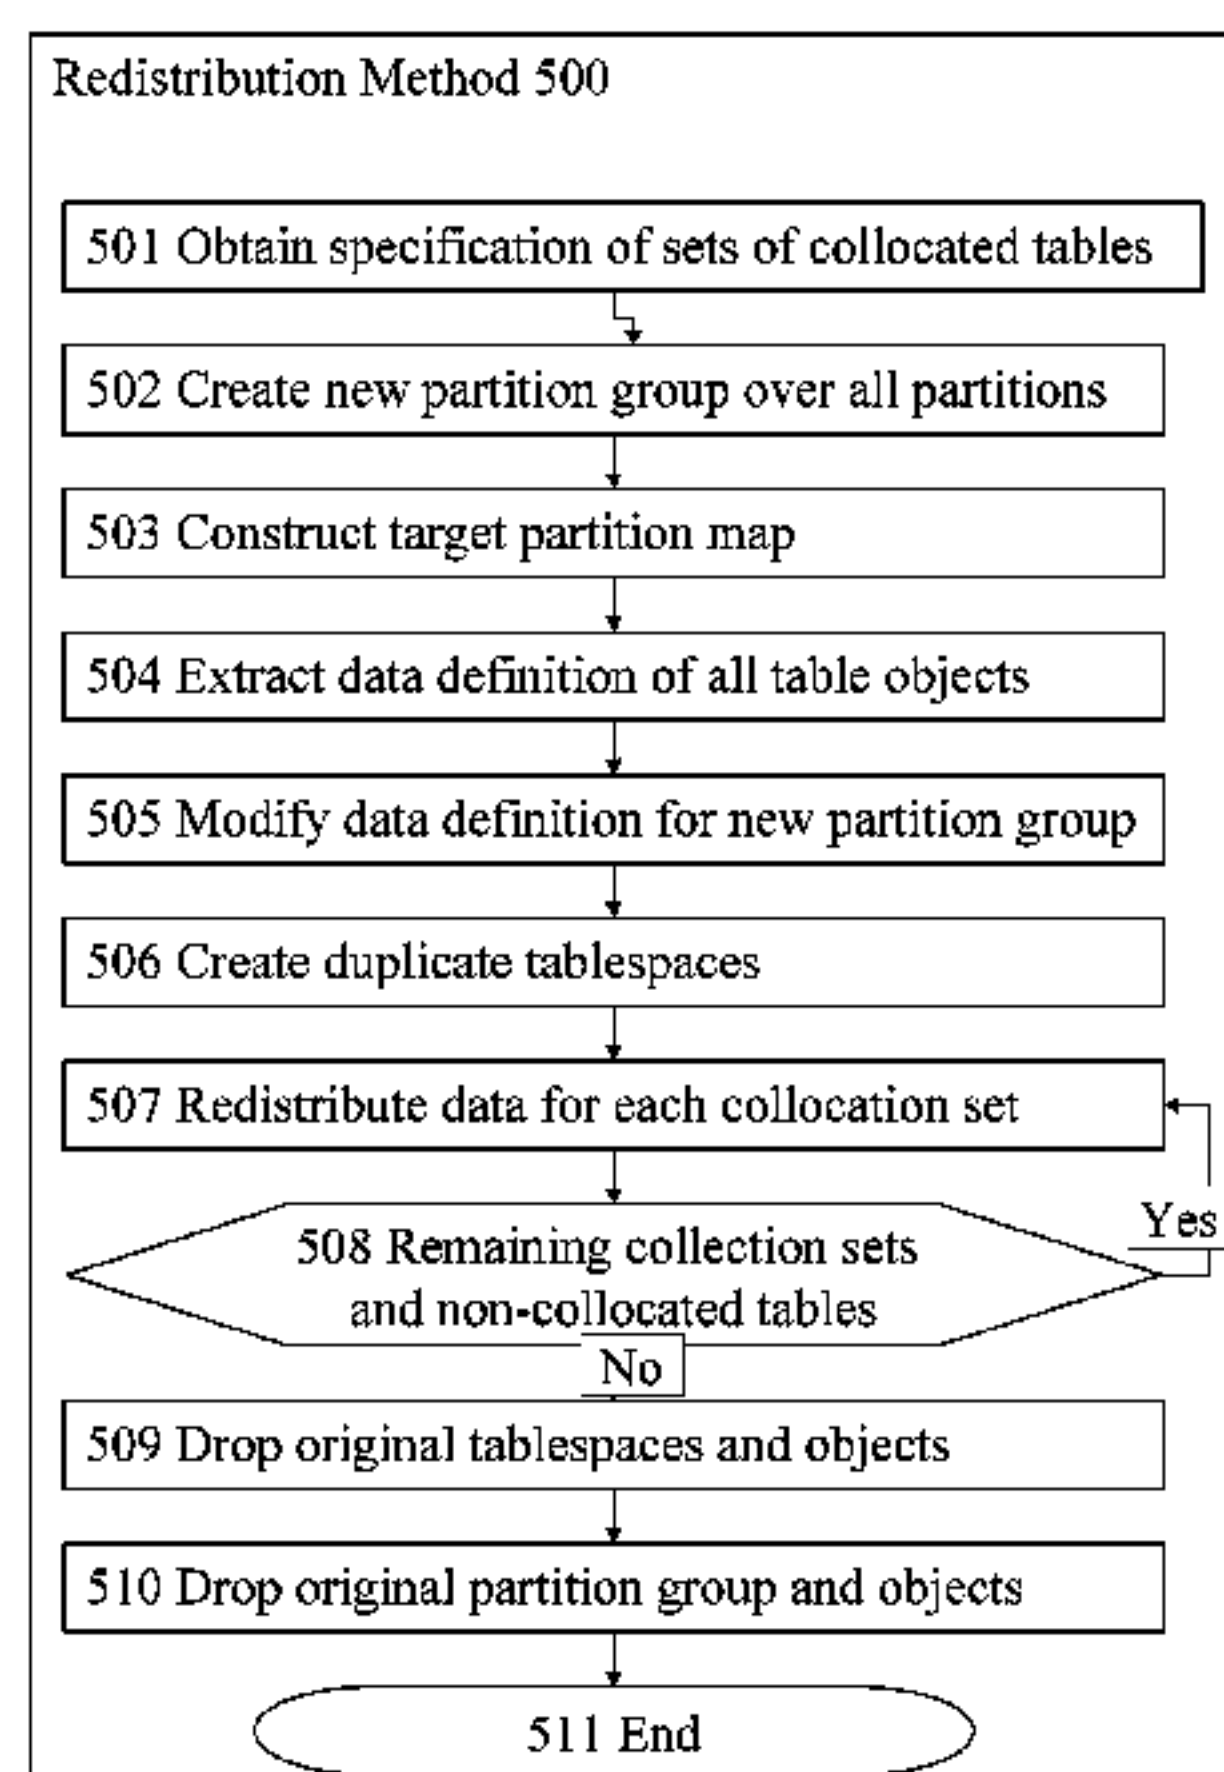 Redistribution Method 500
501 Obtain specification of sets of collocated tables
502 Create new partition group over all partitions
503 Construct target partition map
504 Extract data definition of all table objects
505 Modify data definition for new partition group
506 Create duplicate tablespaces
507 Redistribute data for each collocation set
Yes
508 Remaining collection sets
and non-collocated tables
No
509 Drop original tablespaces and objects
510 Drop original partition group and objects
511 End